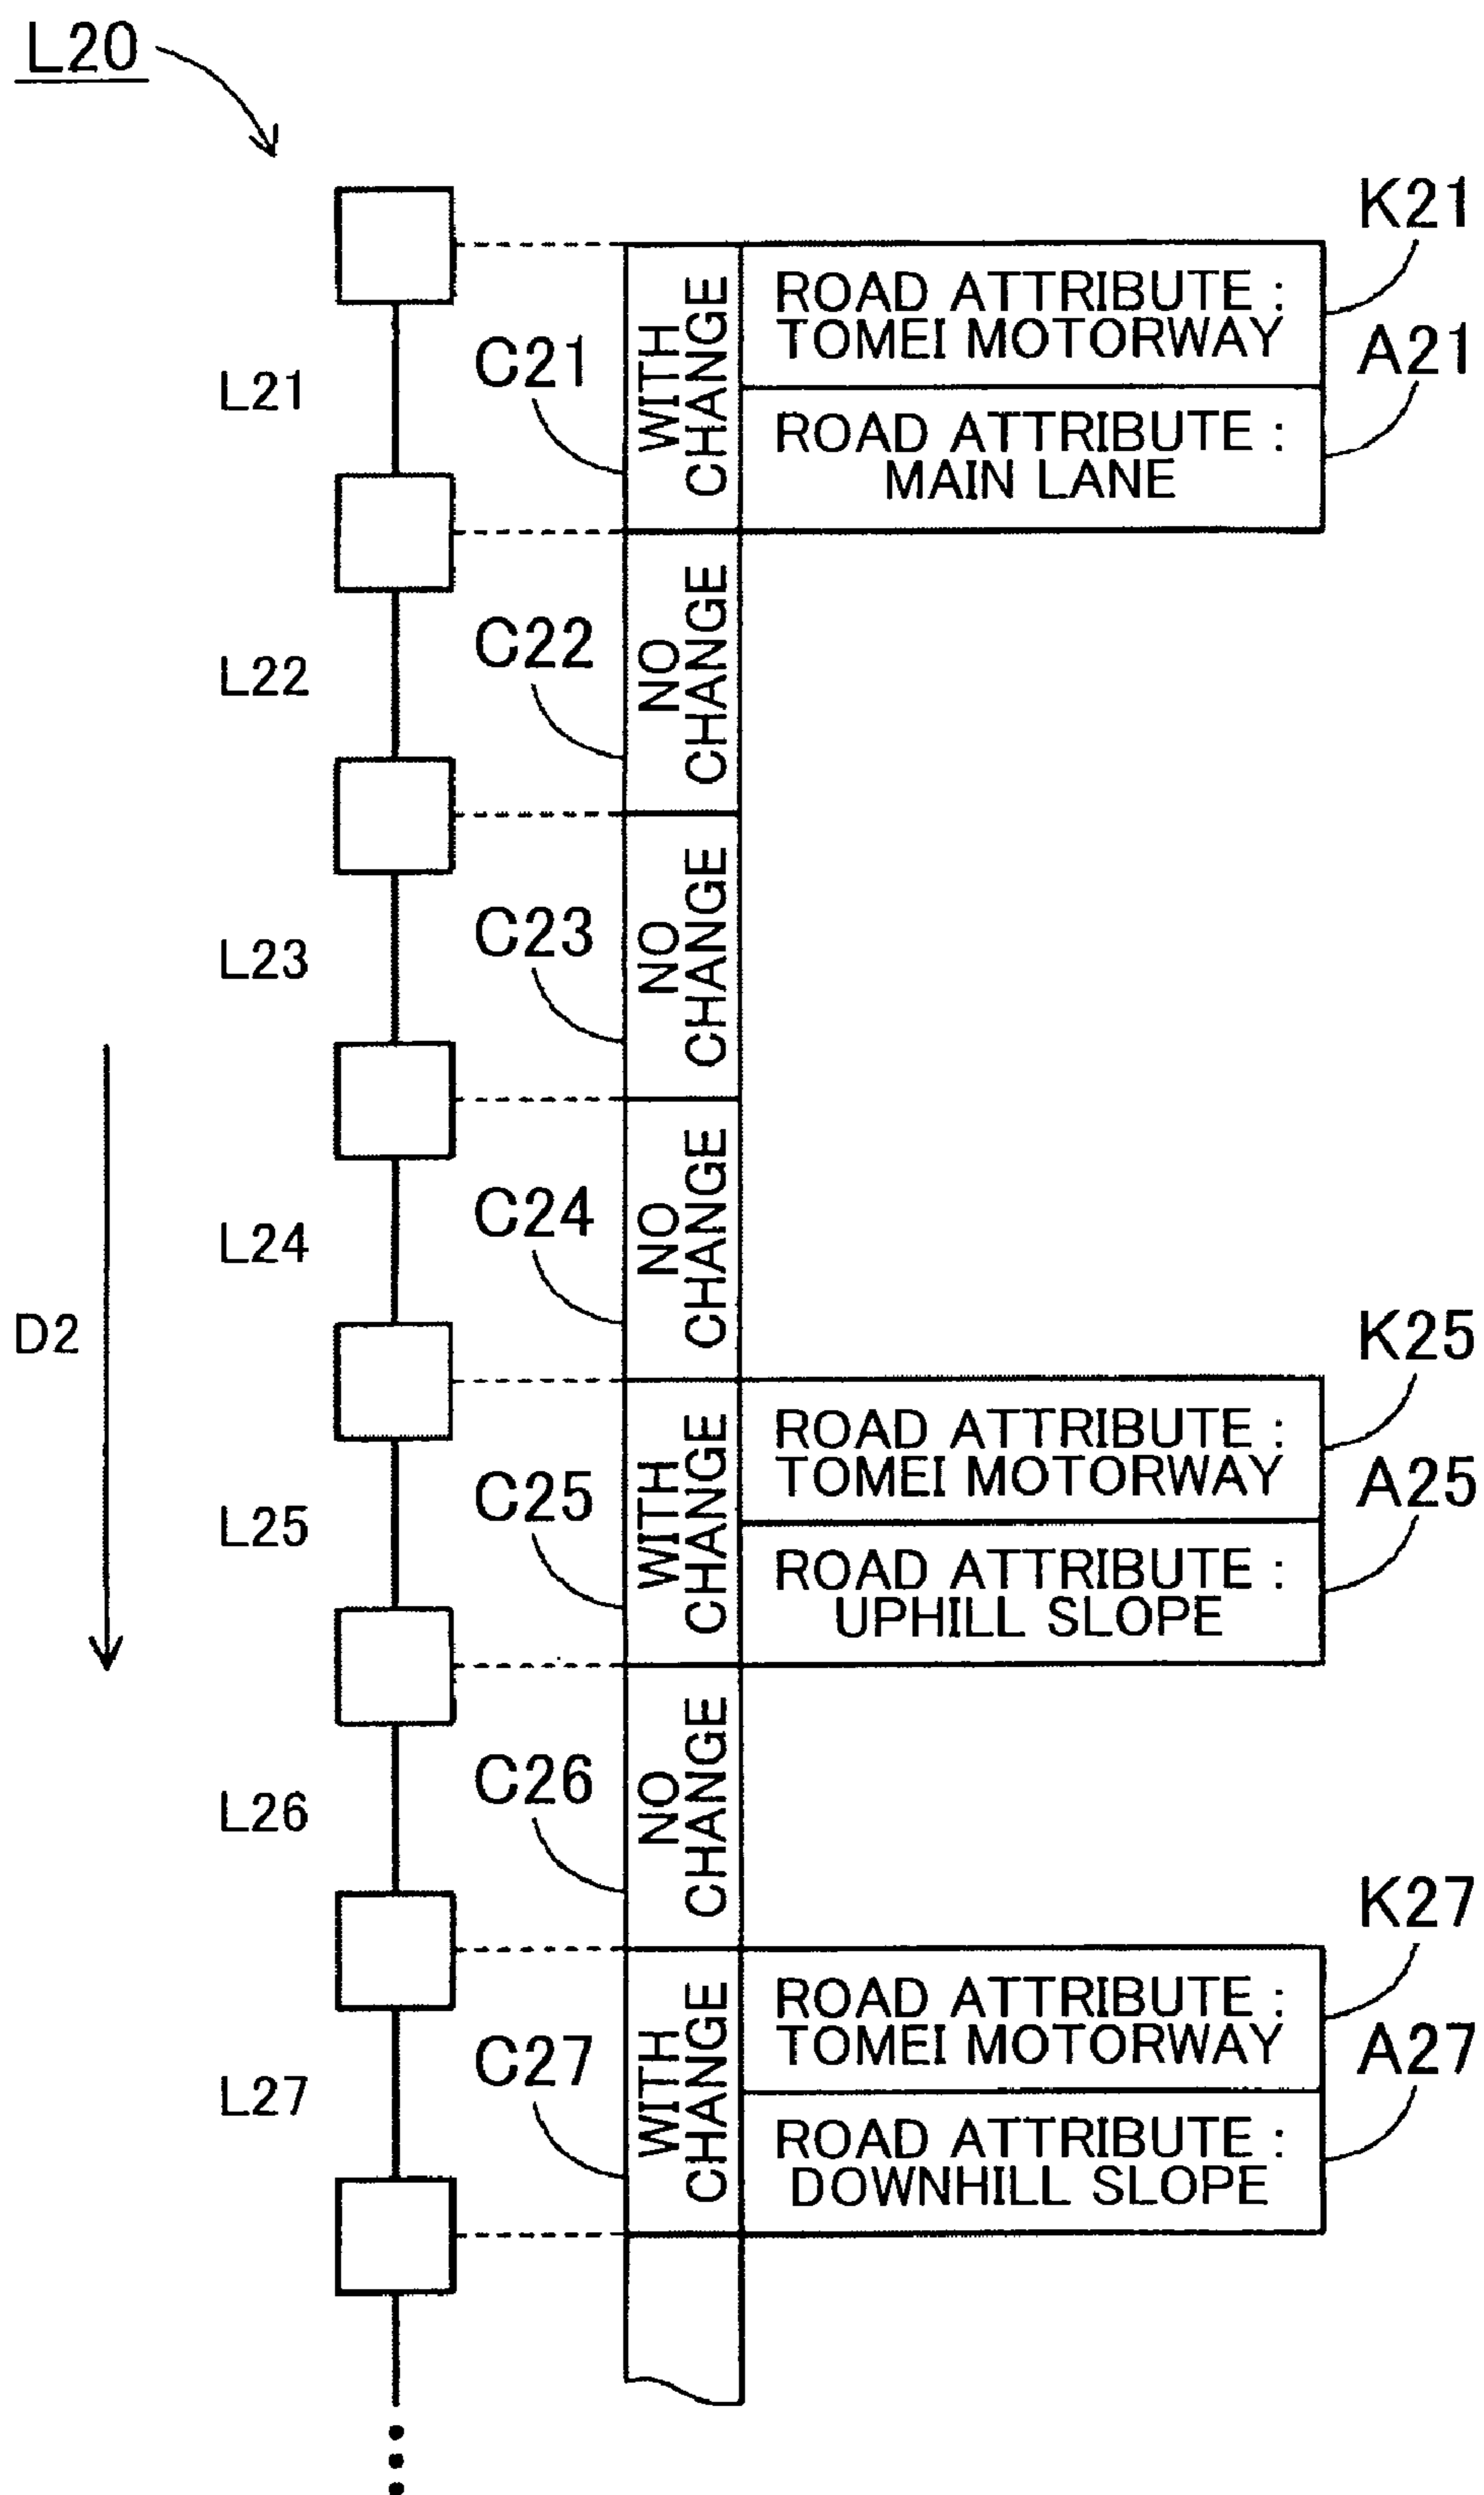 L20
K21
ROAD ATTRIBUTE :
TOMEI MOTORWAY
WITH
CHANGE
C21
L21
A21
ROAD ATTRIBUTE :
MAIN LANE
C22
L22
NO
CHANGE
C23
L23
NO
CHANGE
C24
L24
NO
CHANGE
D2
K25
ROAD ATTRIBUTE :
TOMEI MOTORWAY
WITH
CHANGE
C25
L25
A25
ROAD ATTRIBUTE :
UPHILL SLOPE
C26
L26
NO
CHANGE
K27
ROAD ATTRIBUTE :
TOMEI MOTORWAY
WITH
CHANGE
C27
L27
A27
ROAD ATTRIBUTE :
DOWNHILL SLOPE